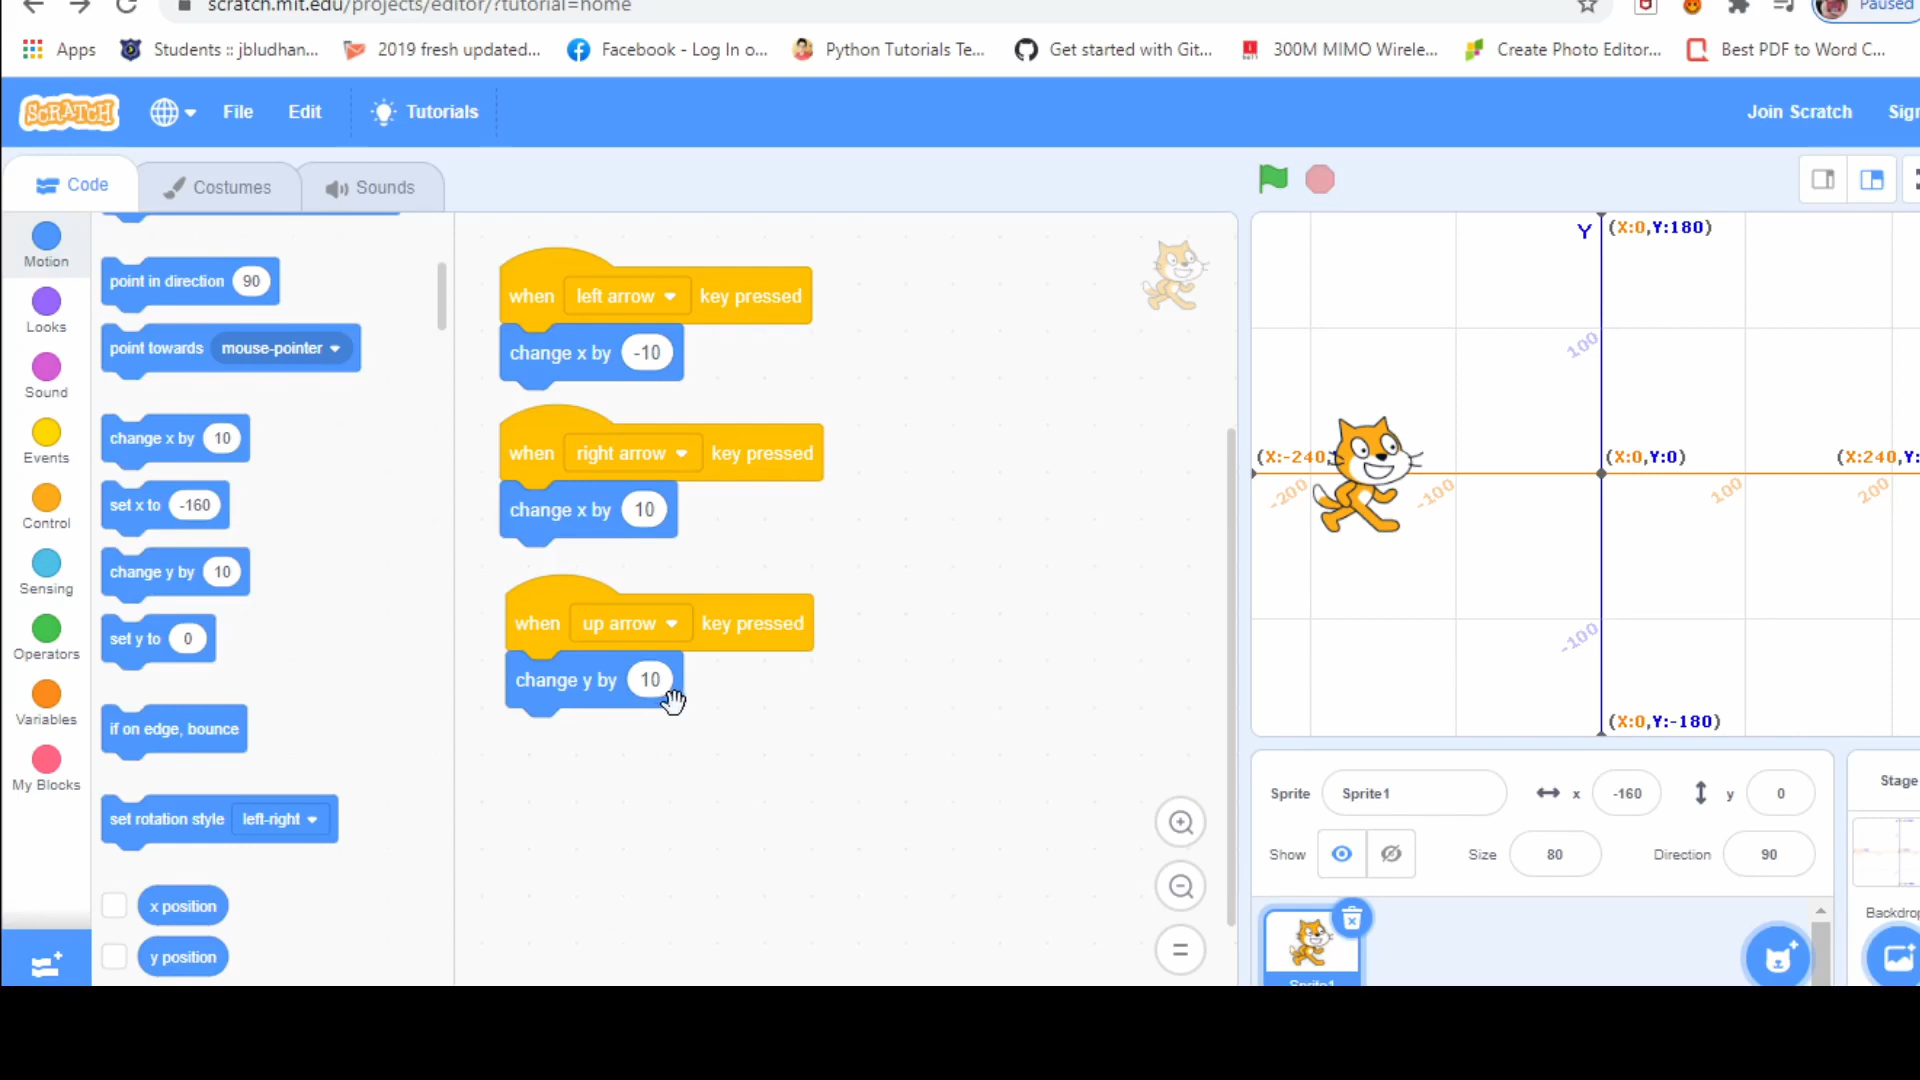 scratch.mit.edu/projects/editor/?tutorial=home
Paused
Apps
Students :: jbludhan...
2019 fresh updated...
Facebook - Log In o...
Python Tutorials Te...
Get started with Git...
300M MIMO Wirele...
Create Photo Editor...
Best PDF to Word C...
SCRATCH
File
Edit
Tutorials
Join Scratch
Sign
Code
Costumes
Sounds
Motion
Looks
Sound
Events
Control
Sensing
Operators
Variables
My Blocks
point in direction 90
point towards mouse-pointer
change x by 10
set x to -160
change y by 10
set y to 0
if on edge, bounce
set rotation style left-right
x position
y position
when left arrow key pressed
change x by -10
when right arrow key pressed
change x by 10
when up arrow key pressed
change y by 10
Y
(X:0,Y:180)
100
(X:-240,
(X:0,Y:0)
(X:240,Y:
-200
-100
100
200
-100
(X:0,Y:-180)
Sprite
Sprite1
x
-160
y
0
Show
Size
80
Direction
90
Stage
Backdrop
Sprite1